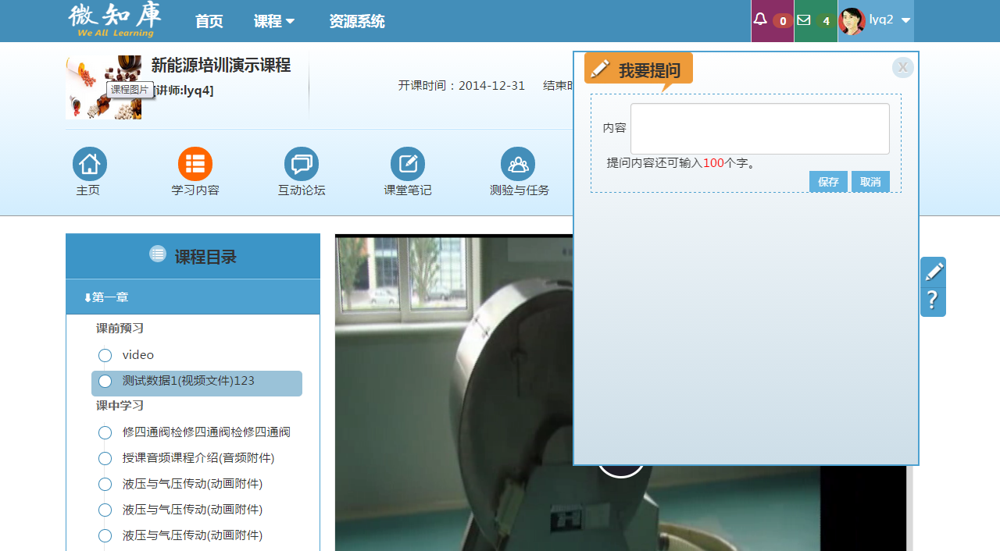 微知庫
We All Learning
首页 课程 资源系统
0 4 lyq2
新能源培训演示课程
课程图片
[讲师:lyq4]
开课时间：2014-12-31 结束
主页 学习内容 互动论坛 课堂笔记 测验与任务
我要提问
X
内容
提问内容还可输入100个字。
保存 取消
?
课程目录
第一章
课前预习
video
测试数据1(视频文件)123
课中学习
修四通阀检修四通阀检修四通阀
授课音频课程介绍(音频附件)
液压与气压传动(动画附件)
液压与气压传动(动画附件)
液压与气压传动(动画附件)